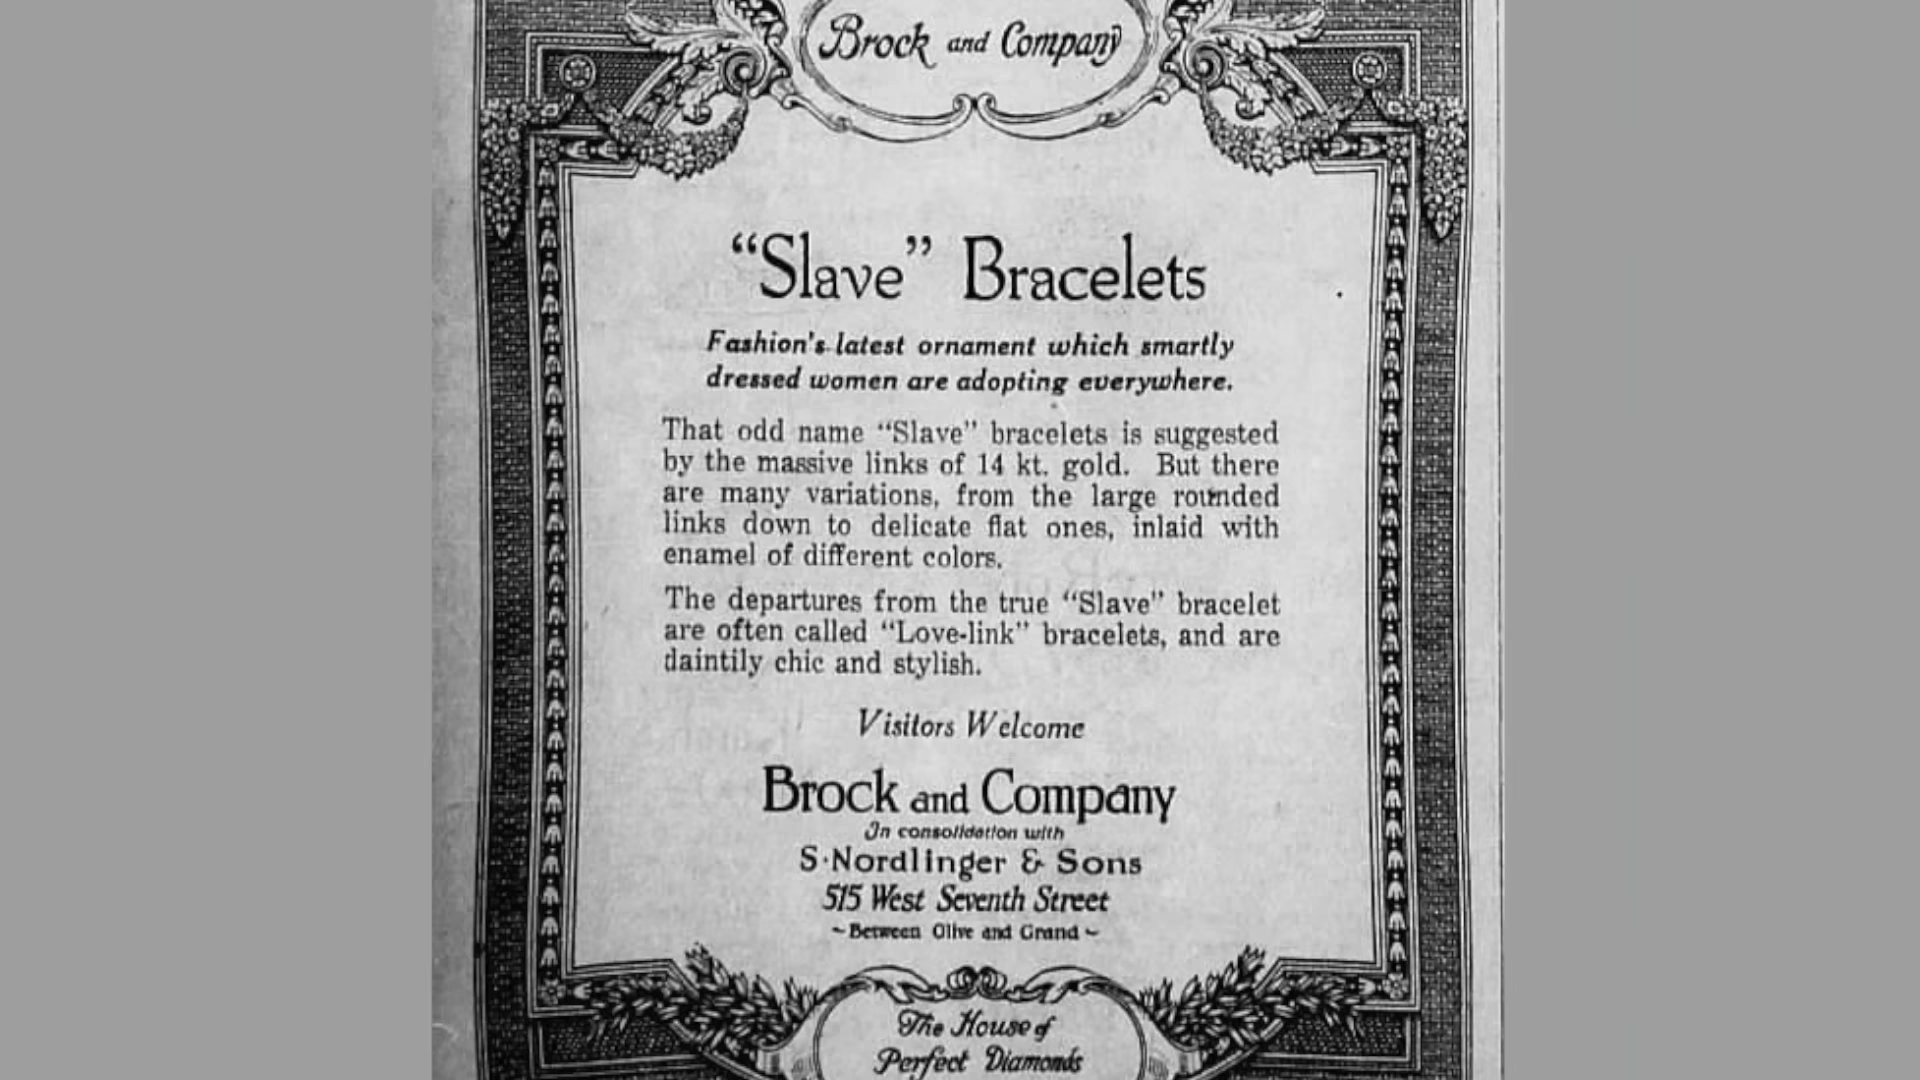 Brock and Company
"Slave" Bracelets
Fashion's latest ornament which smartly
dressed women are adopting everywhere.
That odd name "Slave" bracelets is suggested
by the massive links of 14 kt. gold. But there
are many variations, from the large rounded
links down to delicate flat ones, inlaid with
enamel of different colors.
The departures from the true "Slave" bracelet
are often called "Love-link" bracelets, and are
daintily chic and stylish.
Visitors Welcome
Brock and Company
In consolidation with
S·Nordlinger & Sons
515 West Seventh Street
~Between Olive and Grand~
The House of
Perfect Diamonds